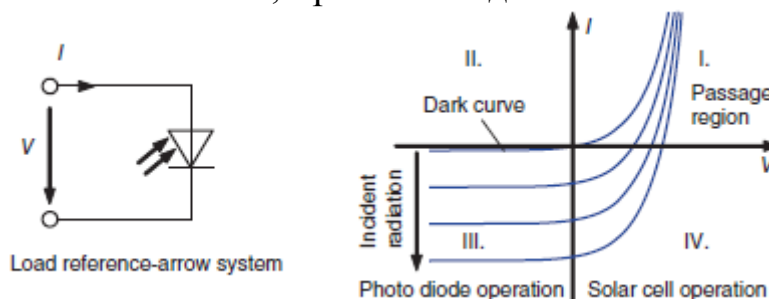 I
V
Load reference-arrow system
I
II.
I.
Dark curve
Passage
region
V
Incident
radiation
III.
IV.
Photo diode operation
Solar cell operation